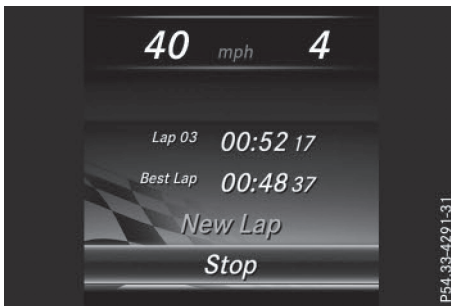 40 mph 4
Lap 03 00:52 17
Best Lap 00:48 37
New Lap
Stop
P54.33-4291-31